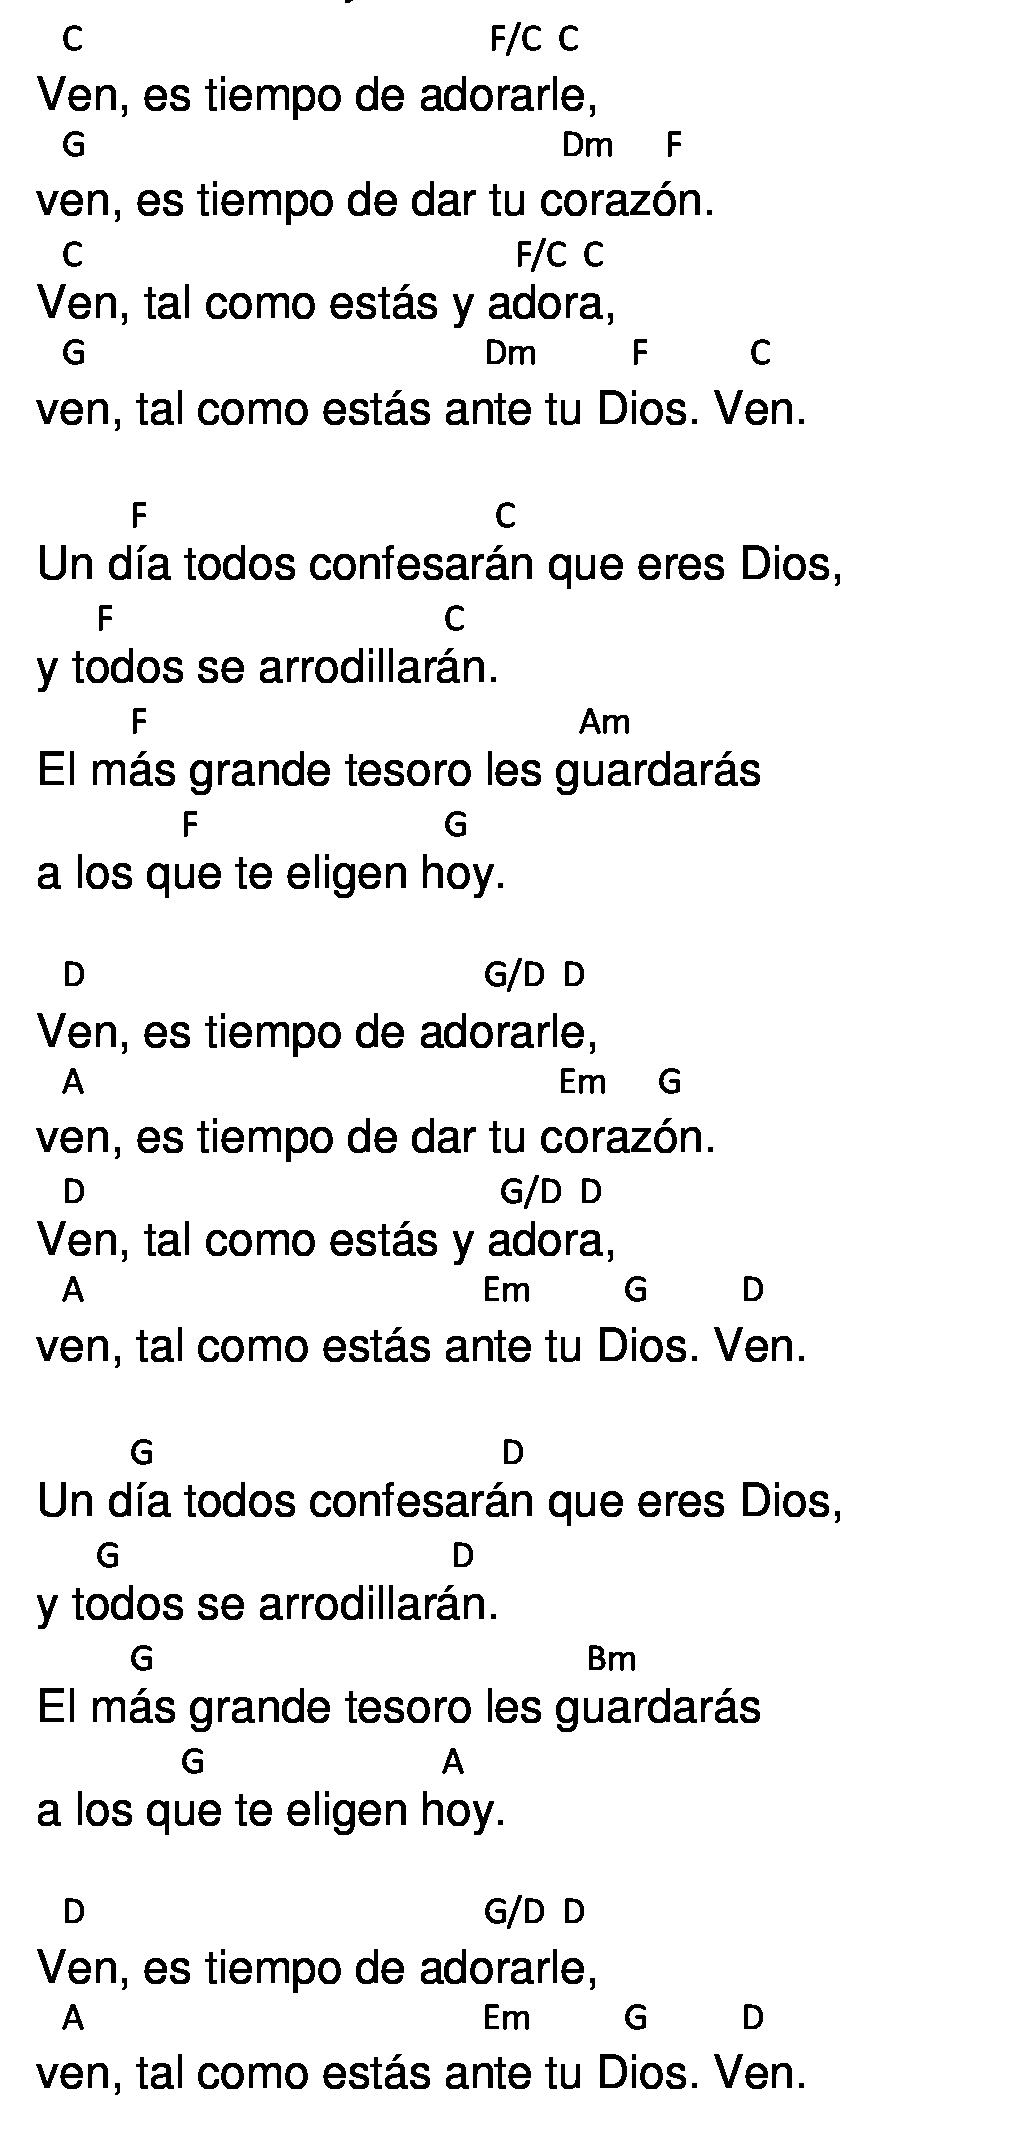 C F/C C
Ven, es tiempo de adorarle,
G Dm F
ven, es tiempo de dar tu corazón.
C F/C C
Ven, tal como estás y adora,
G Dm F C
ven, tal como estás ante tu Dios. Ven.
F C
Un día todos confesarán que eres Dios,
F C
y todos se arrodillarán.
F Am
El más grande tesoro les guardarás
F G
a los que te eligen hoy.
D G/D D
Ven, es tiempo de adorarle,
A Em G
ven, es tiempo de dar tu corazón.
D G/D D
Ven, tal como estás y adora,
A Em G D
ven, tal como estás ante tu Dios. Ven.
G D
Un día todos confesarán que eres Dios,
G D
y todos se arrodillarán.
G Bm
El más grande tesoro les guardarás
G A
a los que te eligen hoy.
D G/D D
Ven, es tiempo de adorarle,
A Em G D
ven, tal como estás ante tu Dios. Ven.